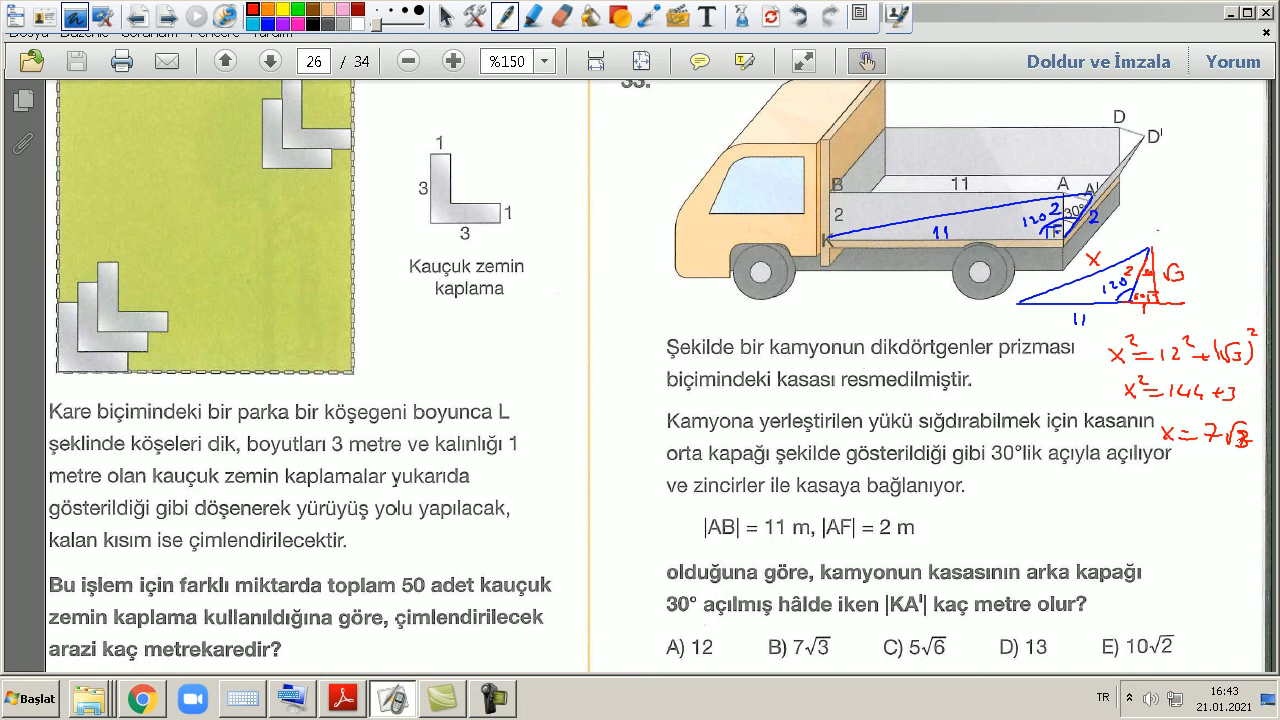 Dosya Düzenle Görünüm Pencere Yardım
26 / 34
%150
Doldur ve İmzala
Yorum
1
3
1
3
Kauçuk zemin
kaplama
Kare biçimindeki bir parka bir köşegeni boyunca L
şeklinde köşeleri dik, boyutları 3 metre ve kalınlığı 1
metre olan kauçuk zemin kaplamalar yukarıda
gösterildiği gibi döşenerek yürüyüş yolu yapılacak,
kalan kısım ise çimlendirilecektir.
Bu işlem için farklı miktarda toplam 50 adet kauçuk
zemin kaplama kullanıldığına göre, çimlendirilecek
arazi kaç metrekaredir?
33.
D
D'
B
11
A
A'
2
120
2
30°
2
K
11
F
x
2
√3
120
1
11
x² = 12² + (√3)²
x² = 144 + 3
x = 7√3
Şekilde bir kamyonun dikdörtgenler prizması
biçimindeki kasası resmedilmiştir.
Kamyona yerleştirilen yükü sığdırabilmek için kasanın
orta kapağı şekilde gösterildiği gibi 30°lik açıyla açılıyor
ve zincirler ile kasaya bağlanıyor.
|AB| = 11 m, |AF| = 2 m
olduğuna göre, kamyonun kasasının arka kapağı
30° açılmış hâlde iken |KA'| kaç metre olur?
A) 12 B) 7√3 C) 5√6 D) 13 E) 10√2
Başlat
TR
16:43
21.01.2021